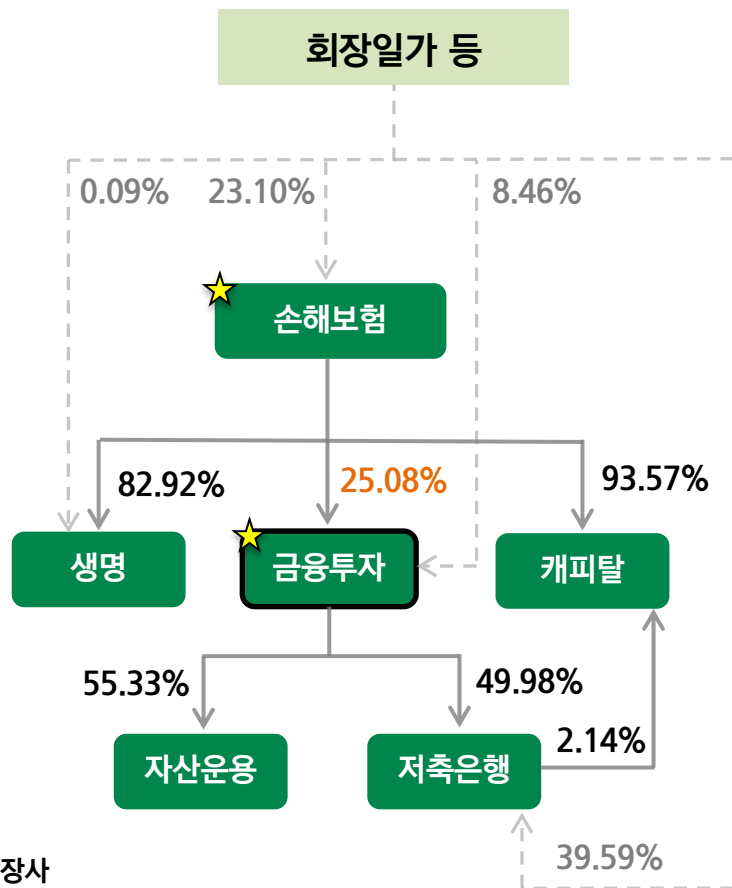 회장일가 등
0.09%
23.10%
8.46%
손해보험
82.92%
25.08%
93.57%
생명
금융투자
캐피탈
55.33%
49.98%
2.14%
자산운용
저축은행
39.59%
장사